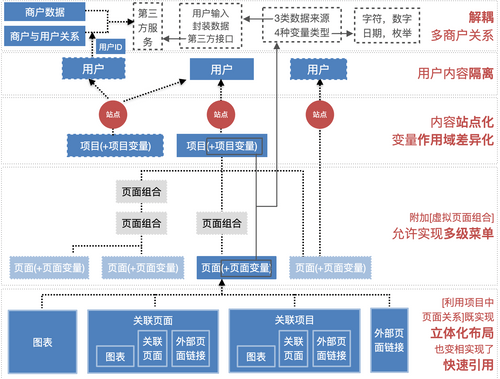 商户数据
商户与用户关系
用户ID
第三
方服
务
用户输入
封装数据
第三方接口
3类数据来源
4种变量类型
字符，数字
日期，枚举
解耦
多商户关系
用户
用户
用户
用户内容隔离
站点
站点
站点
内容站点化
变量作用域差异化
项目(+项目变量)
项目(+项目变量)
页面组合
页面组合
页面组合
附加[虚拟页面组合]
允许实现多级菜单
页面(+页面变量)
页面(+页面变量)
页面(+页面变量)
页面(+页面变量)
图表
关联页面
图表
关联
页面
外部页
面链接
关联项目
图表
关联
页面
外部页
面链接
外部页
面链接
[利用项目中
页面关系]既实现
立体化布局
也变相实现了
快速引用